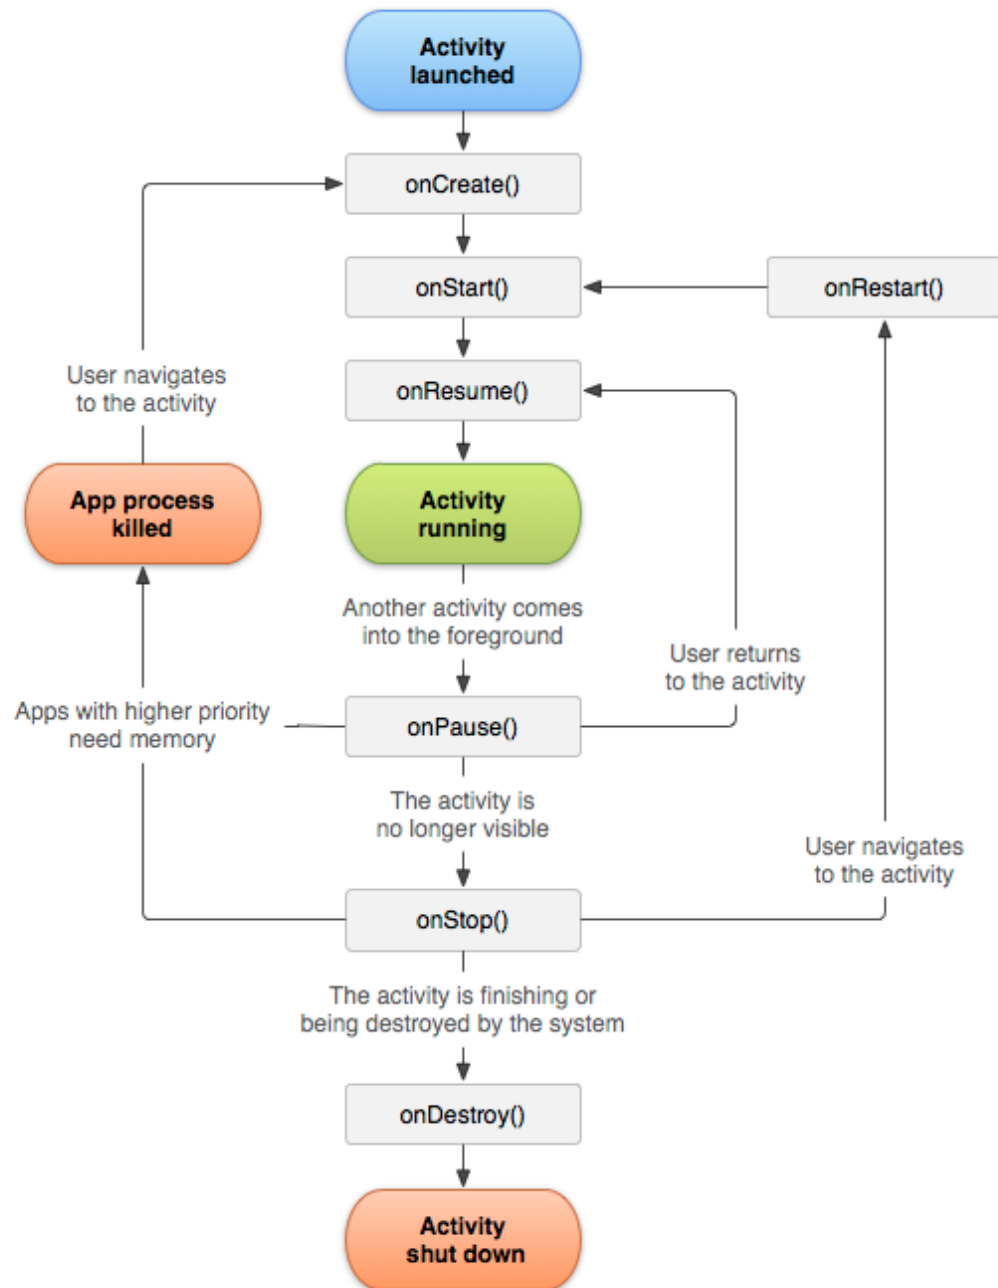 Activity
launched
onCreate()
onStart()
onRestart()
onResume()
User navigates
to the activity
App process
killed
Activity
running
Another activity comes
into the foreground
User returns
to the activity
Apps with higher priority
need memory
onPause()
The activity is
no longer visible
User navigates
to the activity
onStop()
The activity is finishing or
being destroyed by the system
onDestroy()
Activity
shut down